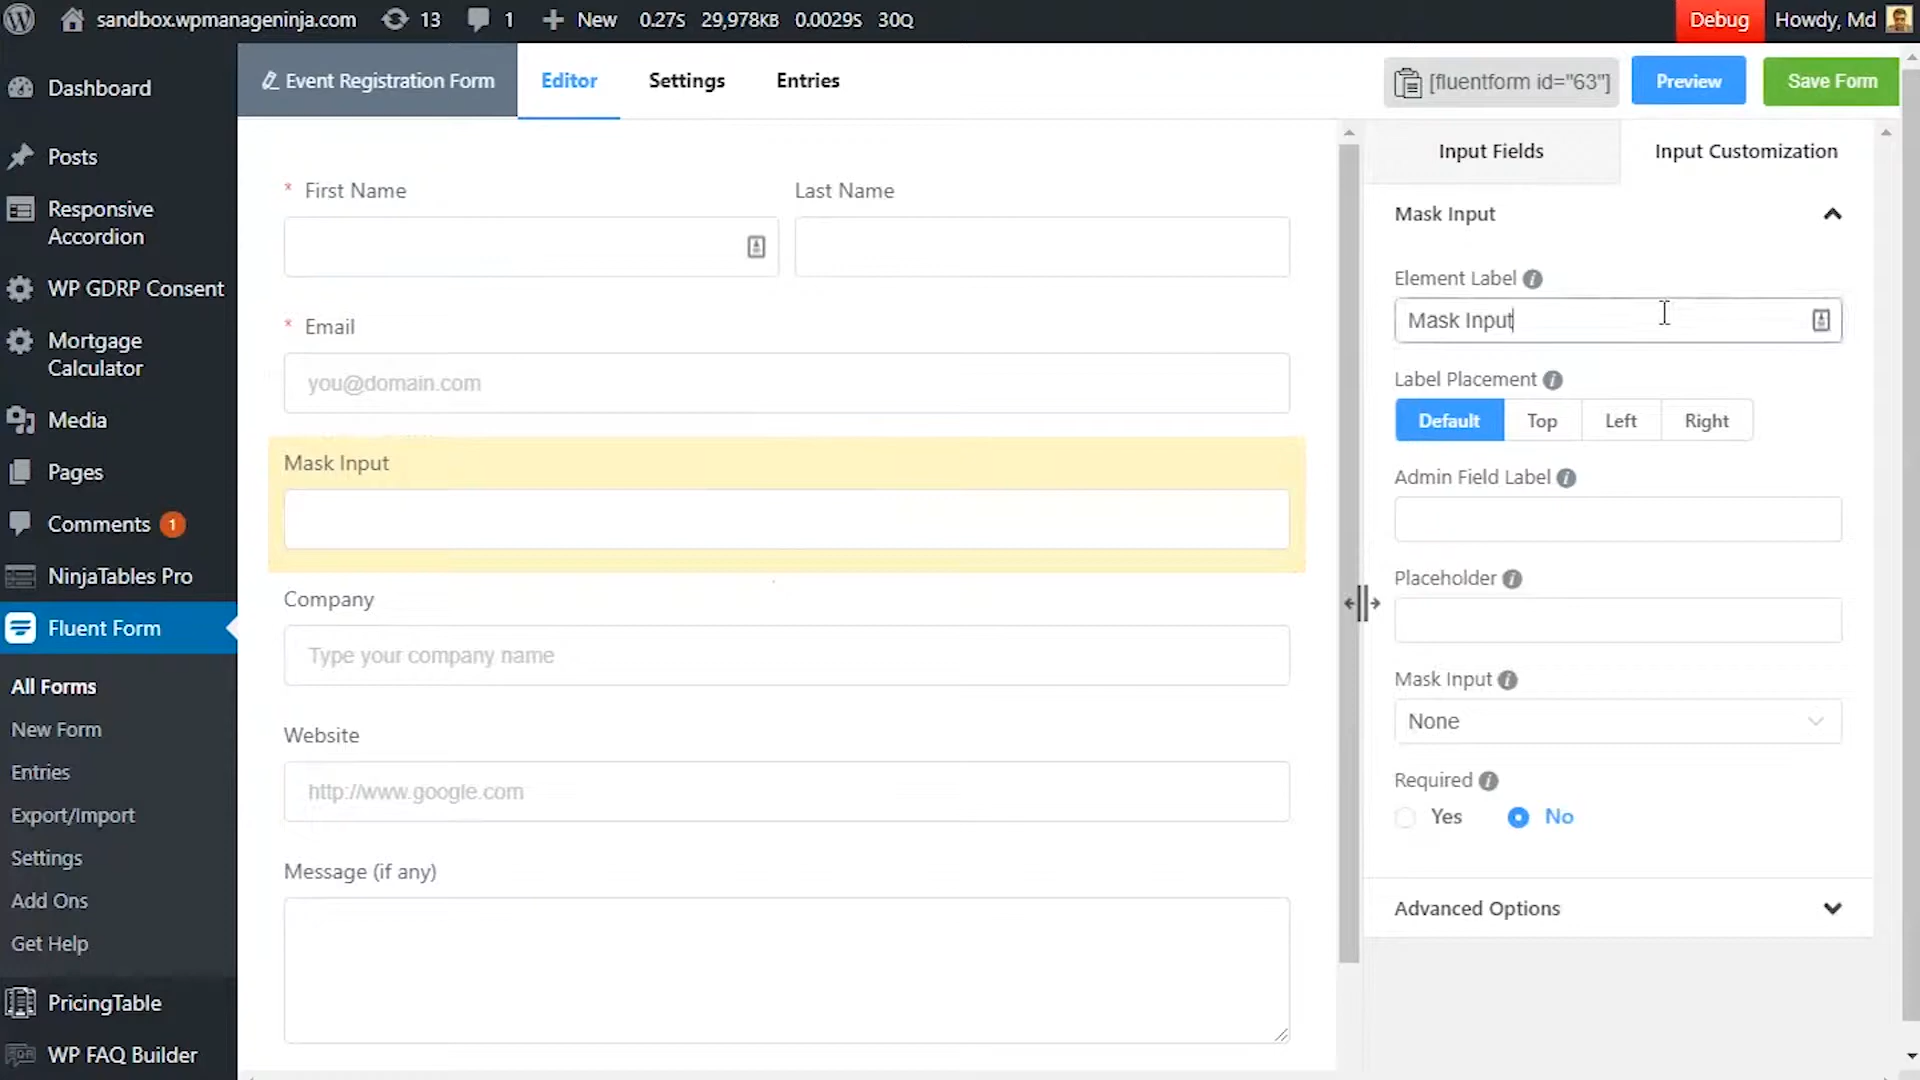 sandbox.wpmanageninja.com 13 1 New 0.27S 29,978KB 0.0029S 30Q Debug Howdy, Md
Dashboard
Posts
Responsive
Accordion
WP GDRP Consent
Mortgage
Calculator
Media
Pages
Comments 1
NinjaTables Pro
Fluent Form
All Forms
New Form
Entries
Export/Import
Settings
Add Ons
Get Help
PricingTable
WP FAQ Builder
Event Registration Form Editor Settings Entries [fluentform id="63"] Preview Save Form
* First Name Last Name
* Email
you@domain.com
Mask Input
Company
Type your company name
Website
http://www.google.com
Message (if any)
Input Fields Input Customization
Mask Input
Element Label
Mask Input
Label Placement
Default Top Left Right
Admin Field Label
Placeholder
Mask Input
None
Required
Yes No
Advanced Options